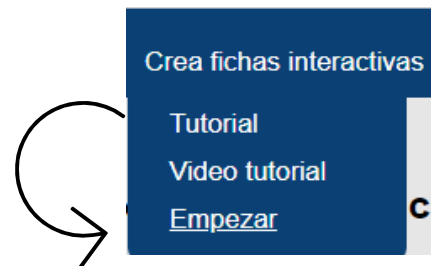 Crea fichas interactivas
Tutorial
Video tutorial
Empezar
c